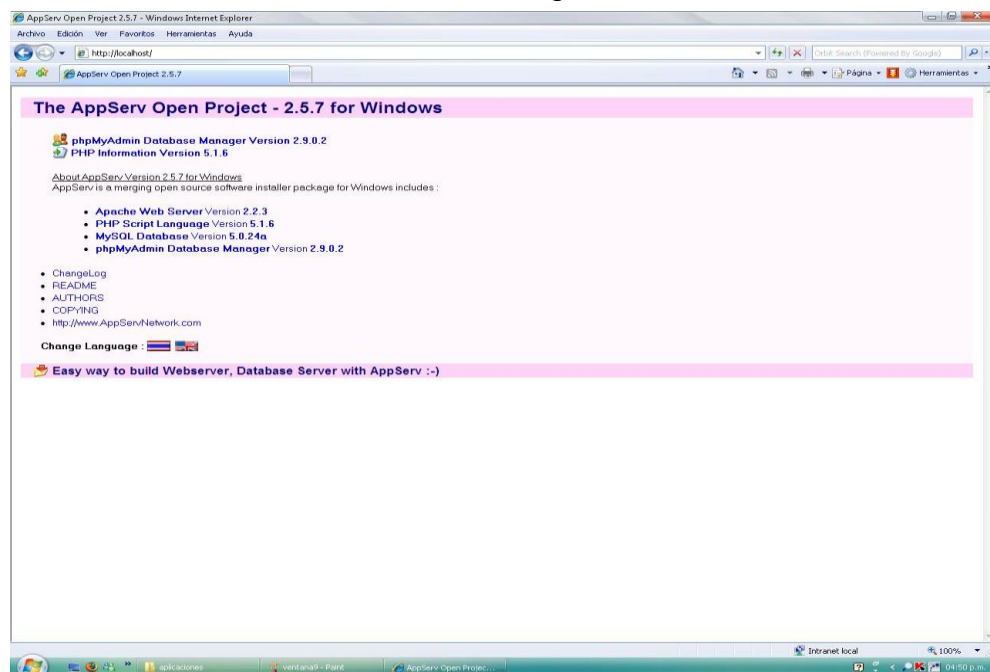 AppServ Open Project 2.5.7 - Windows Internet Explorer
Archivo Edición Ver Favoritos Herramientas Ayuda
http://localhost/
Orbit Search (Powered By Google)
AppServ Open Project 2.5.7
Página
Herramientas
The AppServ Open Project - 2.5.7 for Windows
phpMyAdmin Database Manager Version 2.9.0.2
PHP Information Version 5.1.6
About AppServ Version 2.5.7 for Windows
AppServ is a merging open source software installer package for Windows includes :
• Apache Web Server Version 2.2.3
• PHP Script Language Version 5.1.6
• MySQL Database Version 5.0.24a
• phpMyAdmin Database Manager Version 2.9.0.2
• ChangeLog
• README
• AUTHORS
• COPYING
• http://www.AppServNetwork.com
Change Language :
Easy way to build Webserver, Database Server with AppServ :-)
Intranet local
100%
aplicaciones
ventana9 - Paint
AppServ Open Projec...
04:50 p.m.